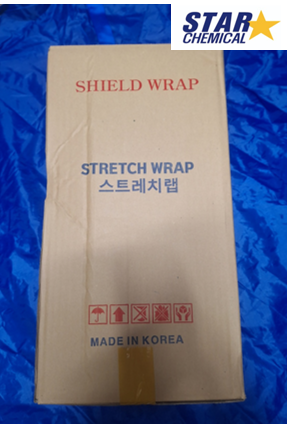 STAR
CHEMICAL
SHIELD WRAP
STRETCH WRAP
스트레치랩
MADE IN KOREA